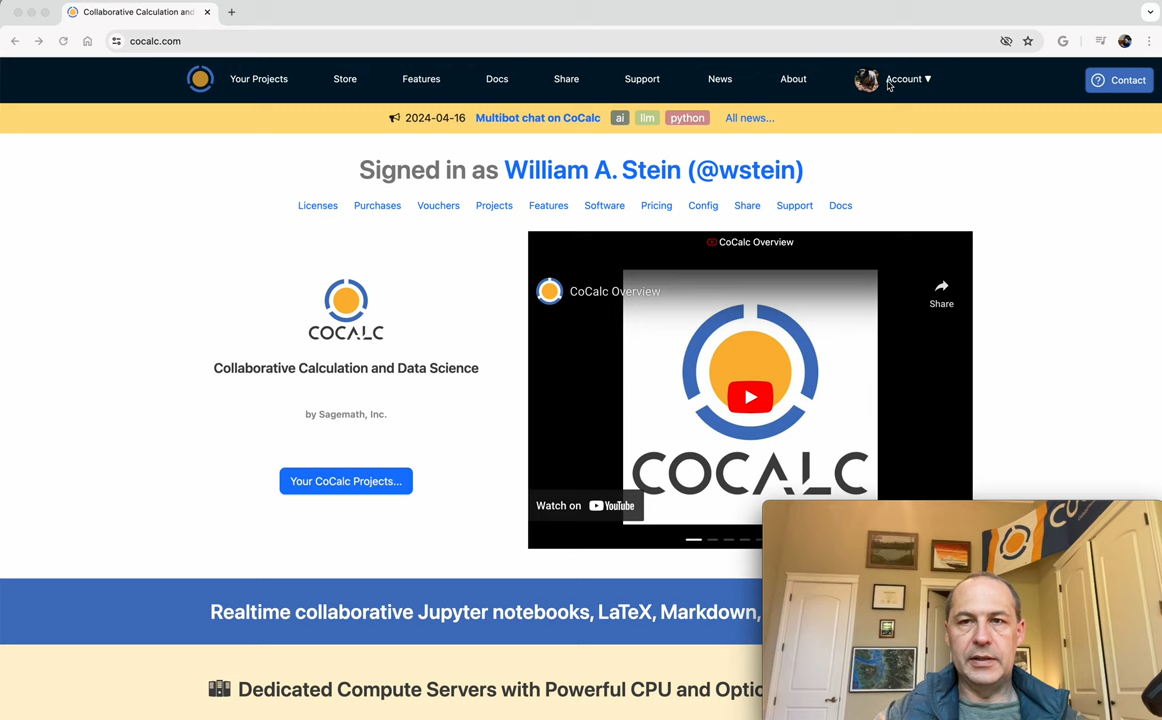 Collaborative Calculation and
cocalc.com
Your Projects Store Features Docs Share Support News About Account ▼ Contact
2024-04-16 Multibot chat on CoCalc ai llm python All news...
Signed in as William A. Stein (@wstein)
Licenses Purchases Vouchers Projects Features Software Pricing Config Share Support Docs
CoCalc Overview
CoCalc Overview
Share
COCALC
Collaborative Calculation and Data Science
by Sagemath, Inc.
Your CoCalc Projects...
COCALC
Watch on YouTube
Realtime collaborative Jupyter notebooks, LaTeX, Markdown,
Dedicated Compute Servers with Powerful CPU and Optio